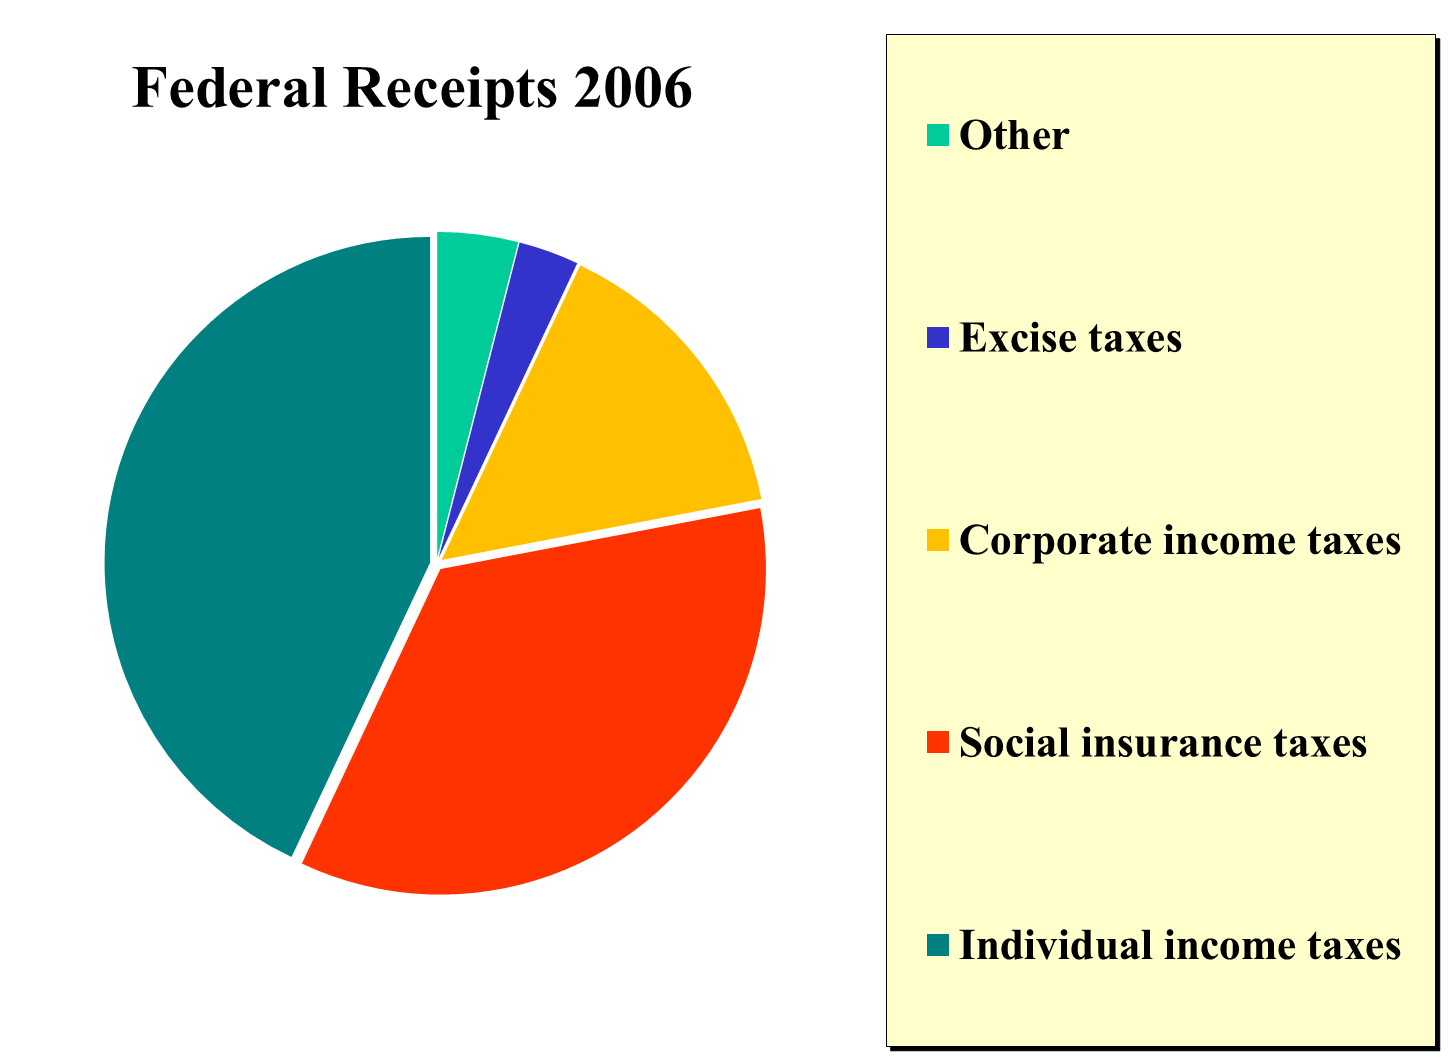 Federal Receipts 2006
Other
Excise taxes
Corporate income taxes
Social insurance taxes
Individual income taxes